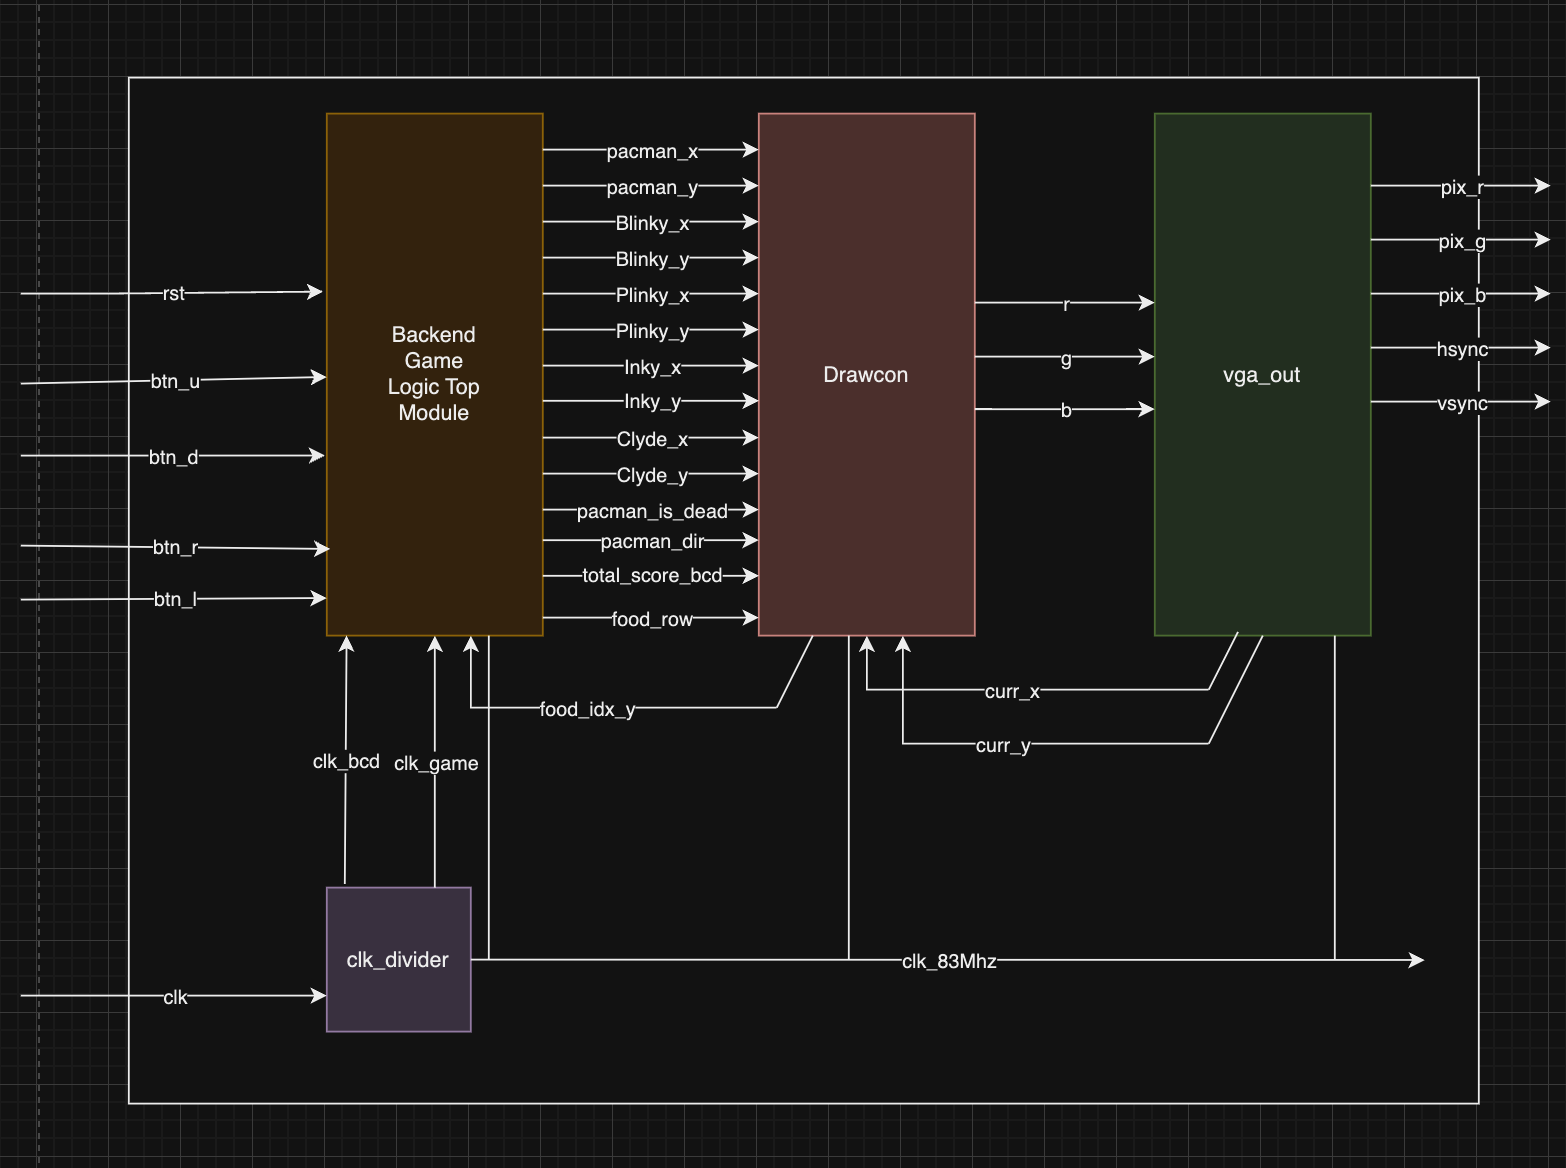 rst
btn_u
btn_d
btn_r
btn_l
clk
Backend
Game
Logic Top
Module
pacman_x
pacman_y
Blinky_x
Blinky_y
Plinky_x
Plinky_y
Inky_x
Inky_y
Clyde_x
Clyde_y
pacman_is_dead
pacman_dir
total_score_bcd
food_row
Drawcon
r
g
b
vga_out
pix_r
pix_g
pix_b
hsync
vsync
food_idx_y
curr_x
curr_y
clk_bcd
clk_game
clk_divider
clk_83Mhz